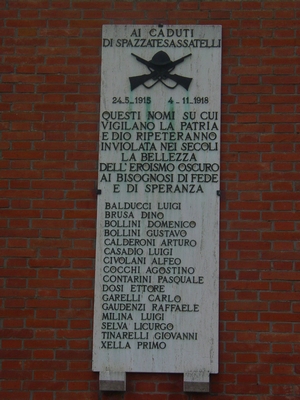 AI CADUTI
DI SPAZZATESASSATELLI
24.5-1915 4-11-1918
QUESTI NOMI SU CUI
VIGILANO LA PATRIA
E DIO RIPETERANNO
INVIOLATA NEI SECOLI
LA BELLEZZA
DELL'EROISMO OSCURO
AI BISOGNOSI DI FEDE
E DI SPERANZA
BALDUCCI LUIGI
BRUSA DINO
BOLLINI DOMENICO
BOLLINI GUSTAVO
CALDERONI ARTURO
CASADIO LUIGI
CIVOLANI ALFEO
COCCHI AGOSTINO
CONTARINI PASQUALE
DOSI ETTORE
GARELLI CARLO
GAUDENZI RAFFAELE
MILINA LUIGI
SELVA LICURGO
TINARELLI GIOVANNI
XELLA PRIMO